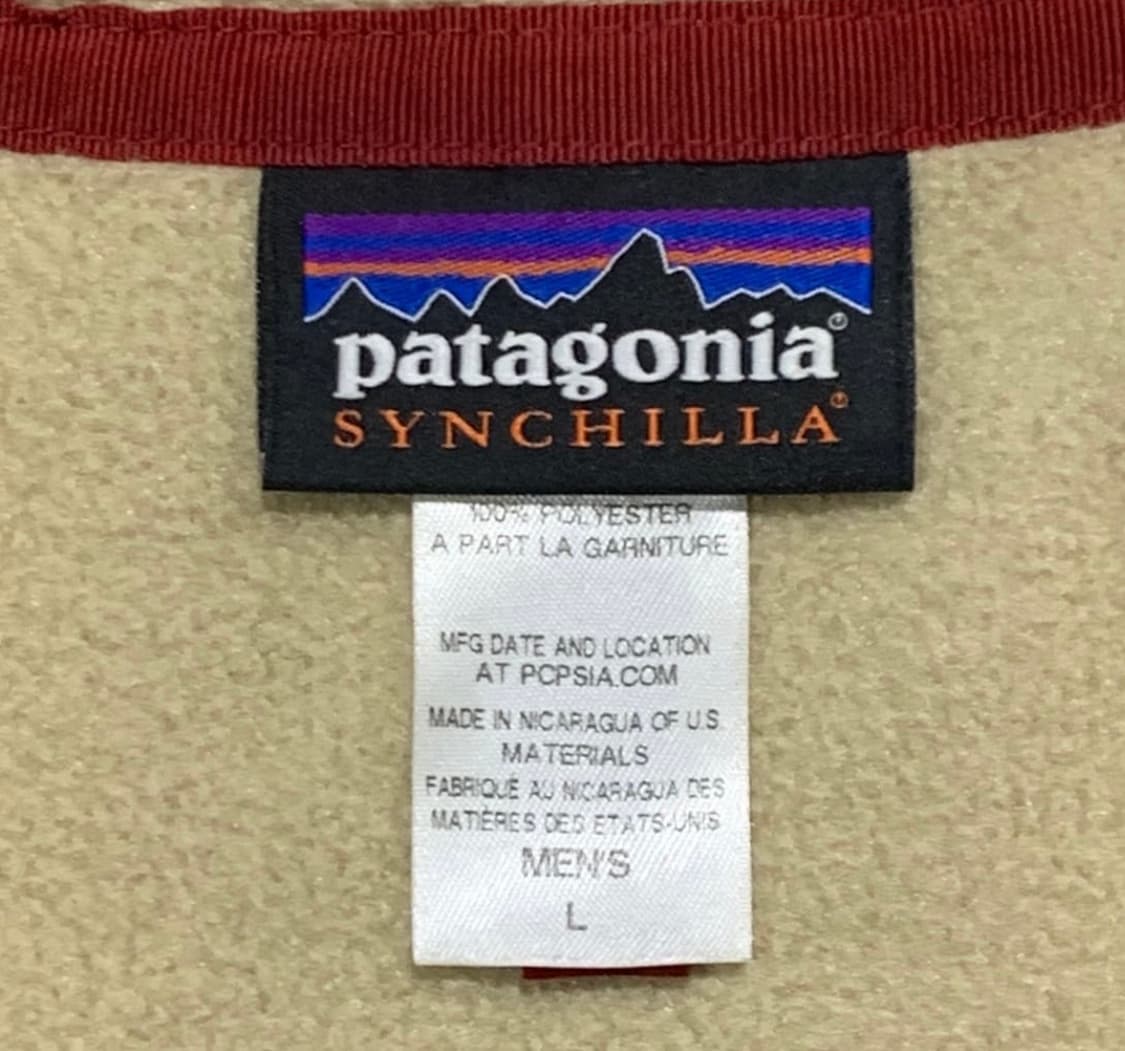 patagonia®
SYNCHILLA®
100% POLYESTER
A PART LA GARNITURE
MFG DATE AND LOCATION
AT PCPSIA.COM
MADE IN NICARAGUA OF U.S.
MATERIALS
FABRIQUÉ AU NICARAGUA DES
MATIÈRES DES ETATS-UNIS
MEN'S
L